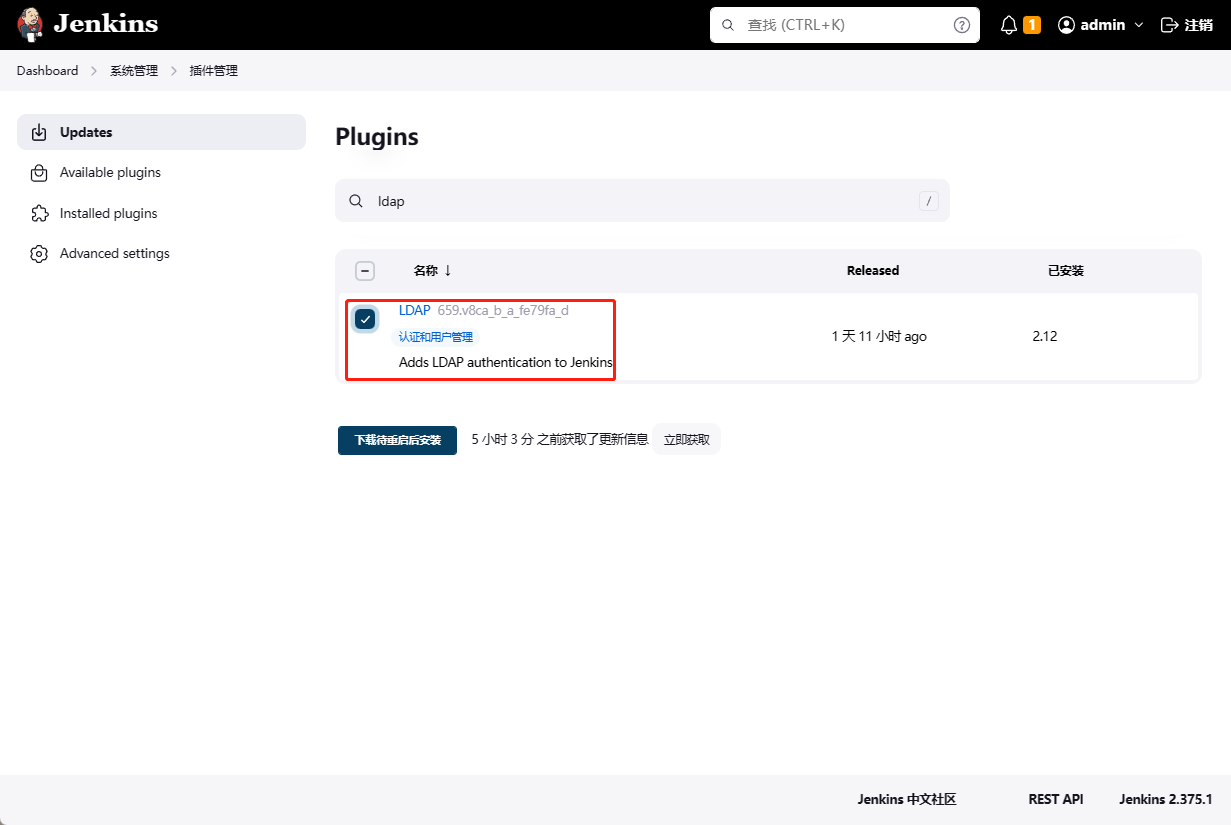 Jenkins
查找 (CTRL+K)
1
admin
注销
Dashboard
系统管理
插件管理
Updates
Available plugins
Installed plugins
Advanced settings
Plugins
ldap
/
名称 ↓
Released
已安装
LDAP 659.v8ca_b_a_fe79fa_d
认证和用户管理
Adds LDAP authentication to Jenkins
1 天 11 小时 ago
2.12
下载待重启后安装
5 小时 3 分 之前获取了更新信息
立即获取
Jenkins 中文社区
REST API
Jenkins 2.375.1